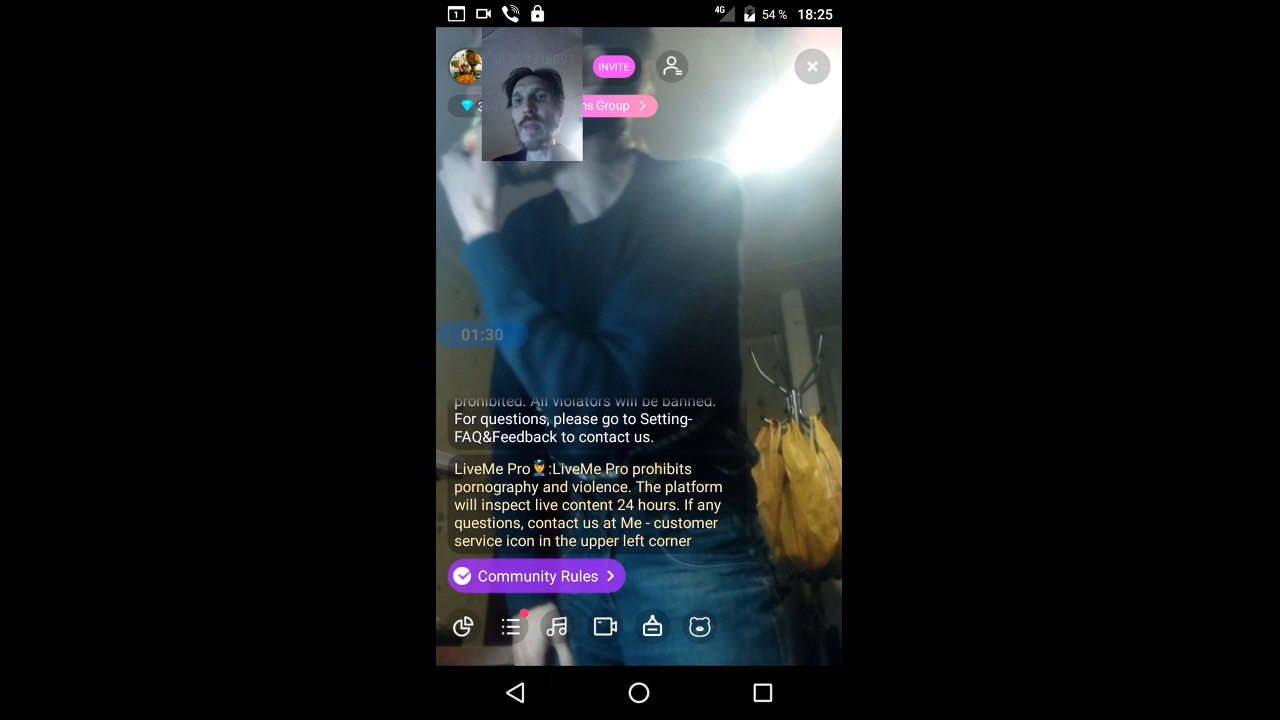 1
4G
54 %
18:25
INVITE
ns Group
01:30
prohibited. All violators will be banned.
For questions, please go to Setting-
FAQ&Feedback to contact us.
LiveMe Pro👮:LiveMe Pro prohibits
pornography and violence. The platform
will inspect live content 24 hours. If any
questions, contact us at Me - customer
service icon in the upper left corner
Community Rules